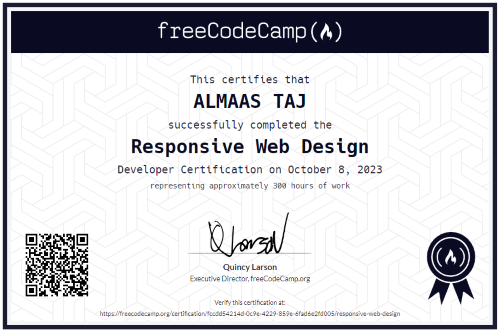 freeCodeCamp(🔥)
This certifies that
ALMAAS TAJ
successfully completed the
Responsive Web Design
Developer Certification on October 8, 2023
representing approximately 300 hours of work
Quincy Larson
Executive Director, freeCodeCamp.org
Verify this certification at:
https://freecodecamp.org/certification/fccdd54214d-0c9e-4229-859e-6fad6e2fd005/responsive-web-design